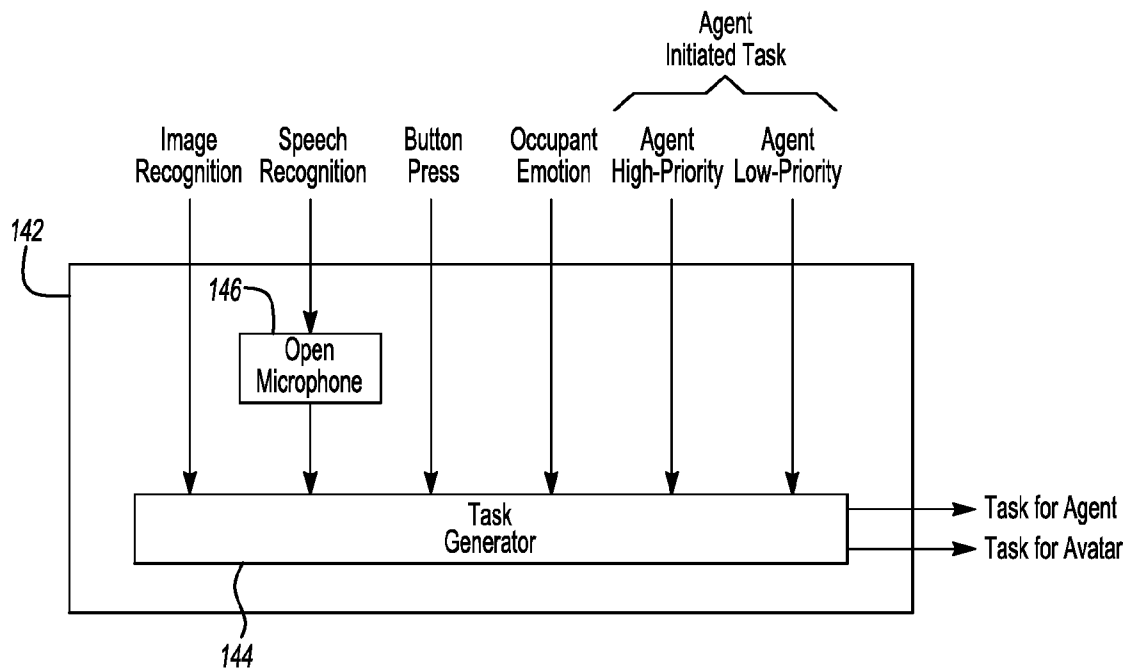 Agent
Initiated Task
Image
Recognition
Speech
Recognition
Button
Press
Occupant
Emotion
Agent
High-Priority
Agent
Low-Priority
142
146
Open
Microphone
Task
Generator
Task for Agent
Task for Avatar
144